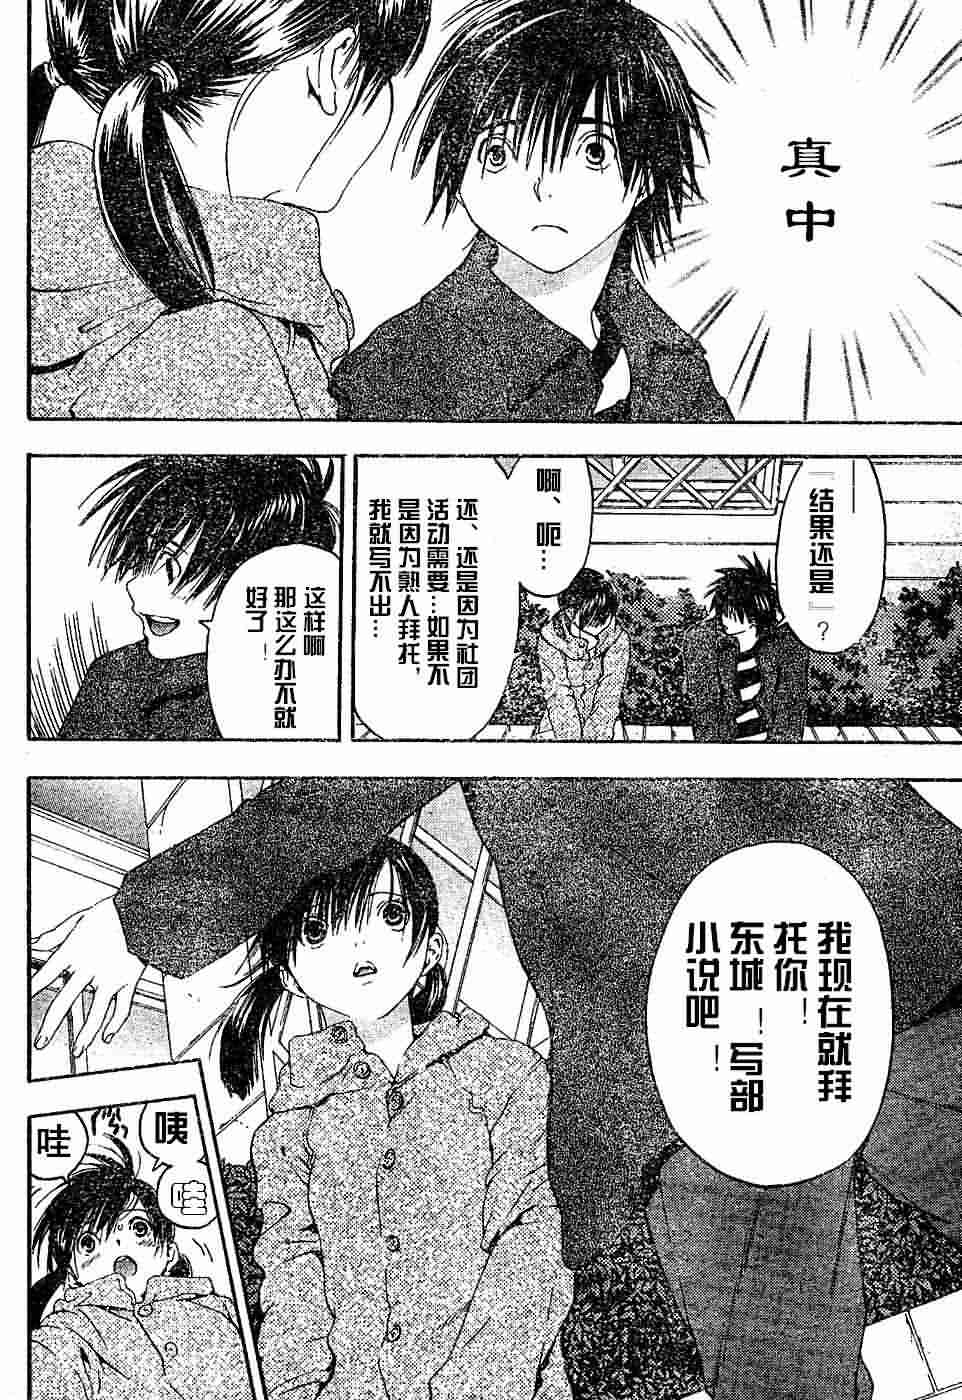 真中
——
『结果还是』?
啊、呃…
还、还是因为社团
活动需要…如果不
是因为熟人拜托,
我就写不出…
这样啊
那这么办不就
好了!
我现在就拜
托你!
东城!写部
小说吧!
咦
哇
哇